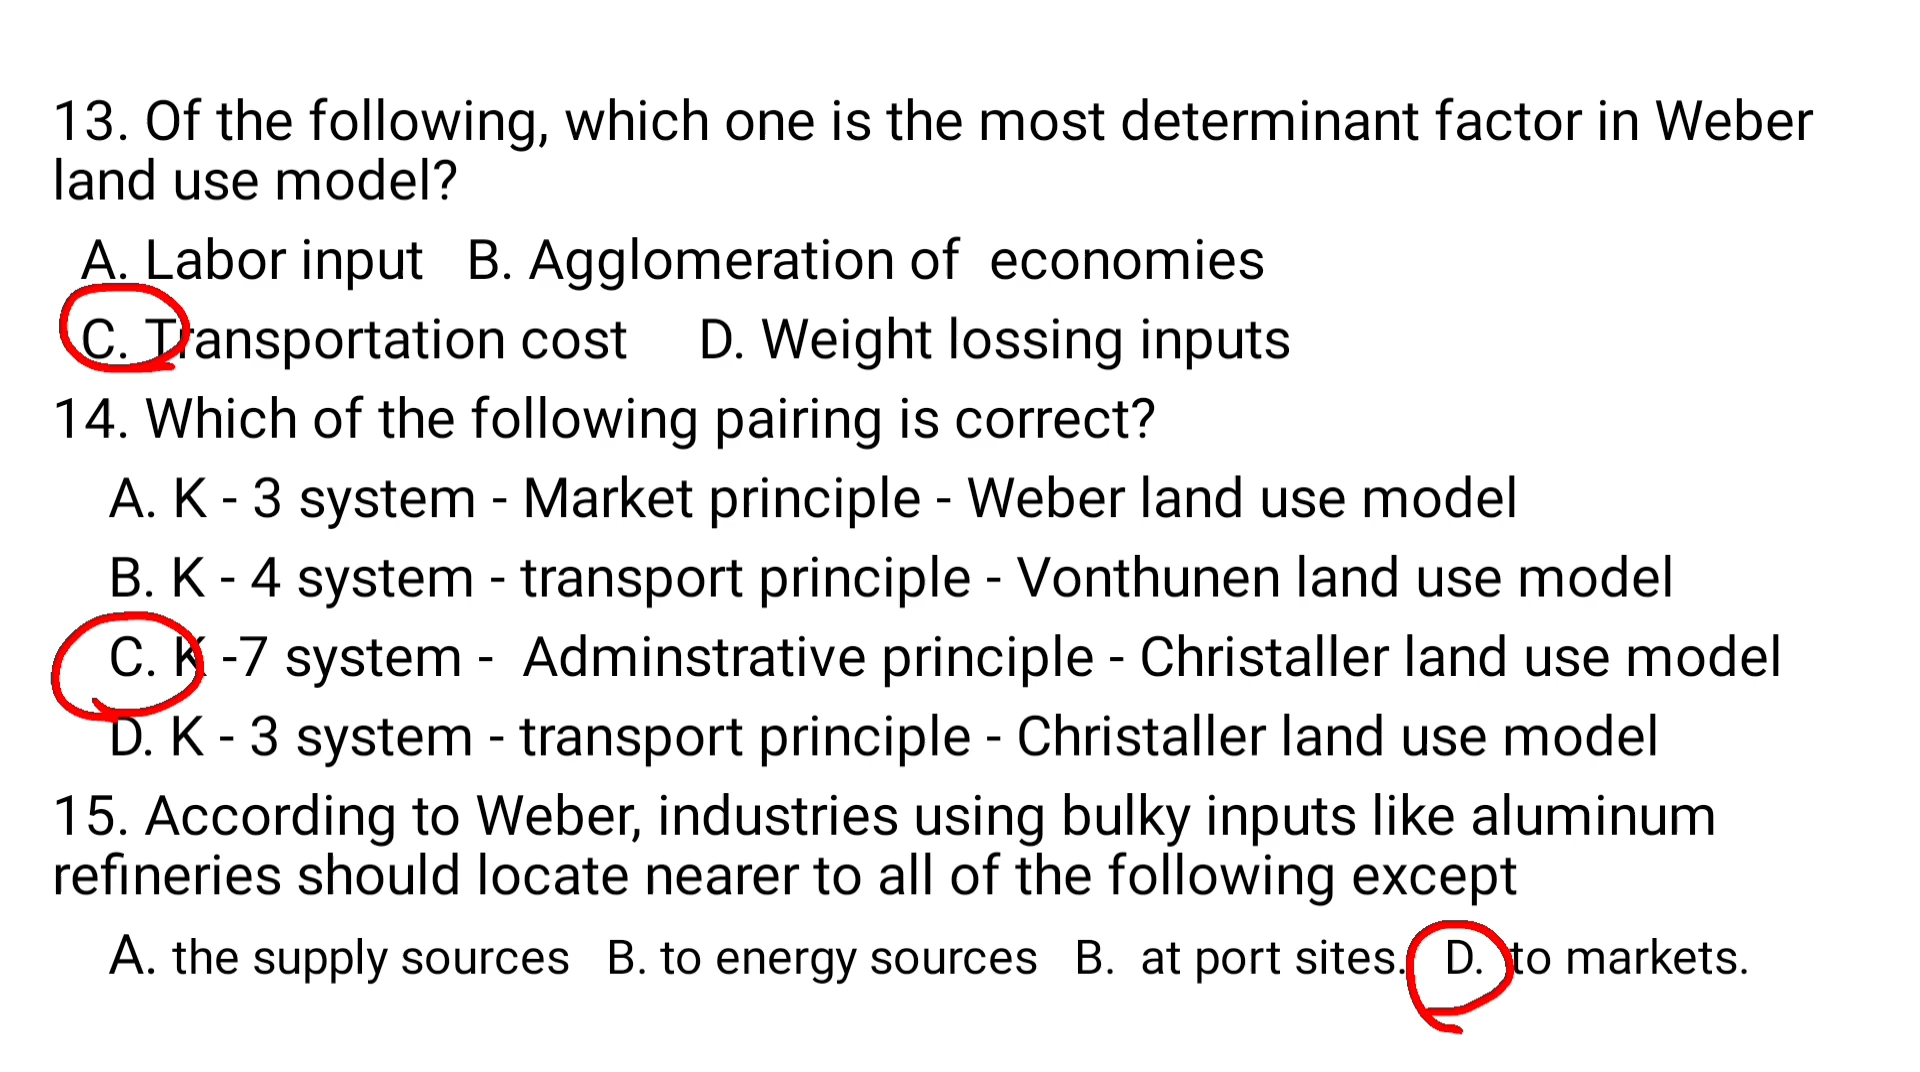 13. Of the following, which one is the most determinant factor in Weber
land use model?
A. Labor input B. Agglomeration of economies
C. Transportation cost D. Weight lossing inputs
14. Which of the following pairing is correct?
A. K - 3 system - Market principle - Weber land use model
B. K - 4 system - transport principle - Vonthunen land use model
C. K -7 system - Adminstrative principle - Christaller land use model
D. K - 3 system - transport principle - Christaller land use model
15. According to Weber, industries using bulky inputs like aluminum
refineries should locate nearer to all of the following except
A. the supply sources B. to energy sources B. at port sites. D. to markets.